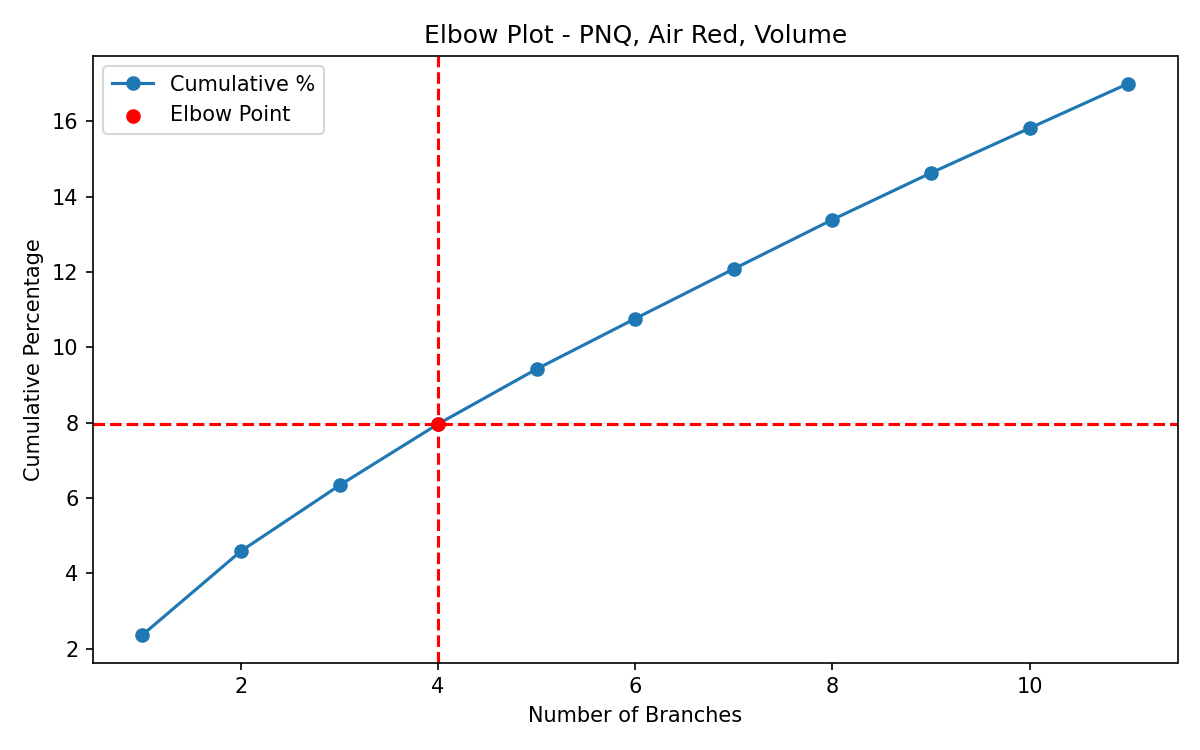 Elbow Plot - PNQ, Air Red, Volume
Cumulative %
Elbow Point
16
14
12
10
8
6
4
2
Cumulative Percentage
2
4
6
8
10
Number of Branches